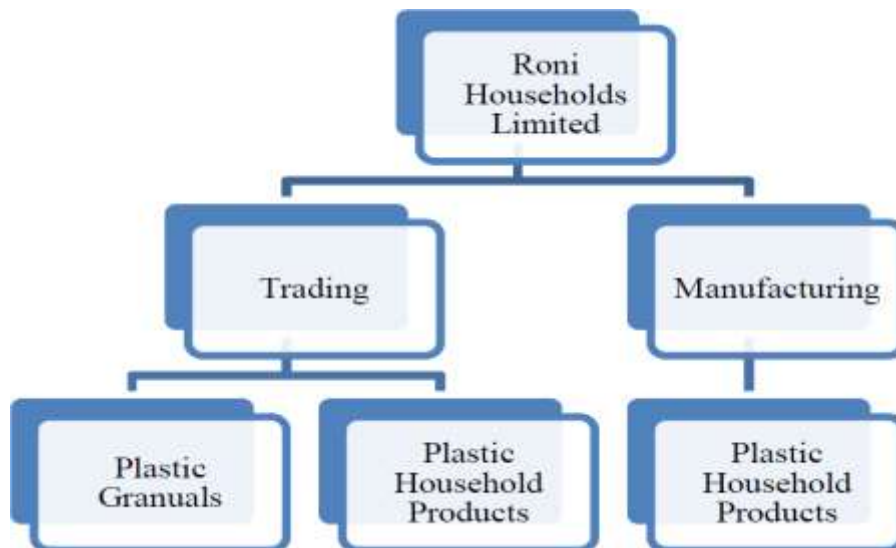 Roni
Households
Limited
Trading
Manufacturing
Plastic
Granuals
Plastic
Household
Products
Plastic
Household
Products